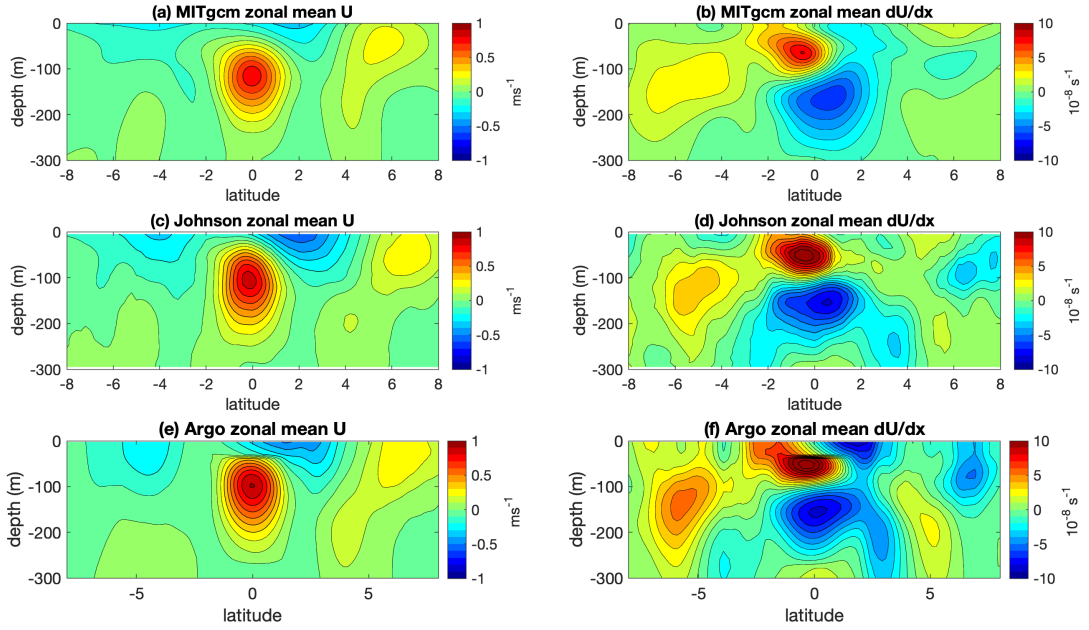 (a) MITgcm zonal mean U
0
-100
-200
-300
depth (m)
-8 -6 -4 -2 0 2 4 6 8
latitude
1
0.5
0
-0.5
-1
ms-1
(b) MITgcm zonal mean dU/dx
0
-100
-200
-300
depth (m)
-8 -6 -4 -2 0 2 4 6 8
latitude
10
5
0
-5
-10
10-8 s-1
(c) Johnson zonal mean U
0
-100
-200
-300
depth (m)
-8 -6 -4 -2 0 2 4 6 8
latitude
1
0.5
0
-0.5
-1
ms-1
(d) Johnson zonal mean dU/dx
0
-100
-200
-300
depth (m)
-8 -6 -4 -2 0 2 4 6 8
latitude
10
5
0
-5
-10
10-8 s-1
(e) Argo zonal mean U
0
-100
-200
-300
depth (m)
-5 0 5
latitude
1
0.5
0
-0.5
-1
ms-1
(f) Argo zonal mean dU/dx
0
-100
-200
-300
depth (m)
-5 0 5
latitude
10
5
0
-5
-10
10-8 s-1